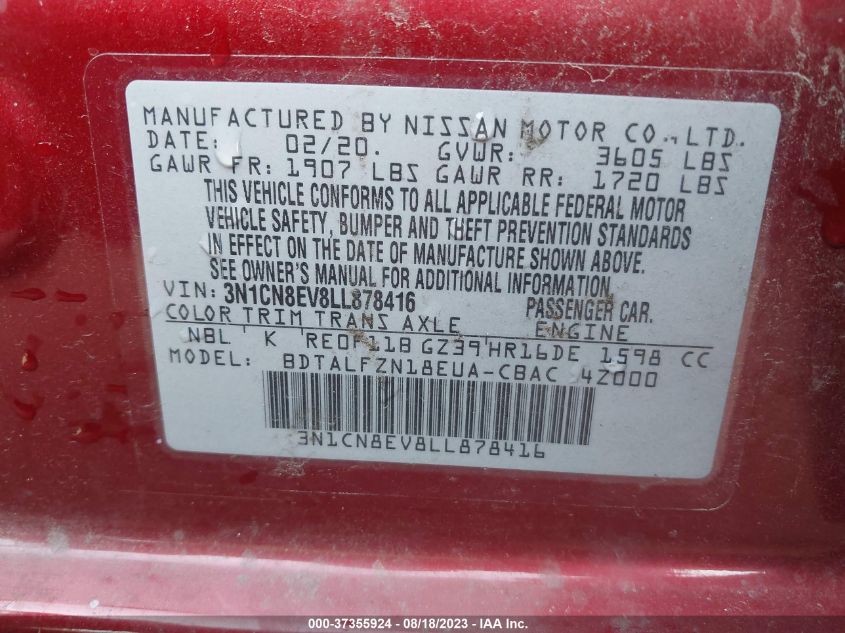 MANUFACTURED BY NISSAN MOTOR CO., LTD.
DATE: 02/20. GVWR: 3605 LBS
GAWR FR: 1907 LBS GAWR RR: 1720 LBS
THIS VEHICLE CONFORMS TO ALL APPLICABLE FEDERAL MOTOR
VEHICLE SAFETY, BUMPER AND THEFT PREVENTION STANDARDS
IN EFFECT ON THE DATE OF MANUFACTURE SHOWN ABOVE.
SEE OWNER'S MANUAL FOR ADDITIONAL INFORMATION.
VIN: 3N1CN8EV8LL878416 PASSENGER CAR.
COLOR TRIM TRANS AXLE ENGINE
NBL K RE0F11B GZ39 HR16DE 1598 CC
MODEL: BDTALFZN18EUA-CBAC 4Z000
3N1CN8EV8LL878416
000-37355924 - 08/18/2023 - IAA Inc.